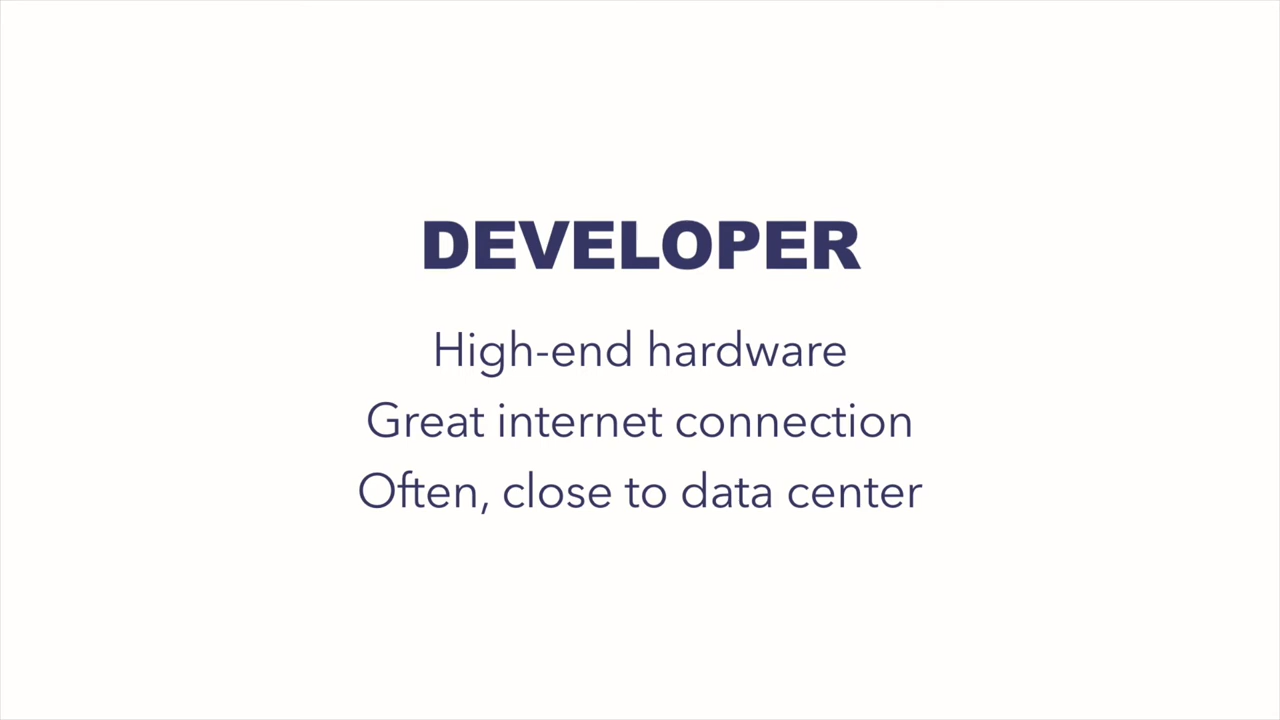 DEVELOPER
High-end hardware
Great internet connection
Often, close to data center